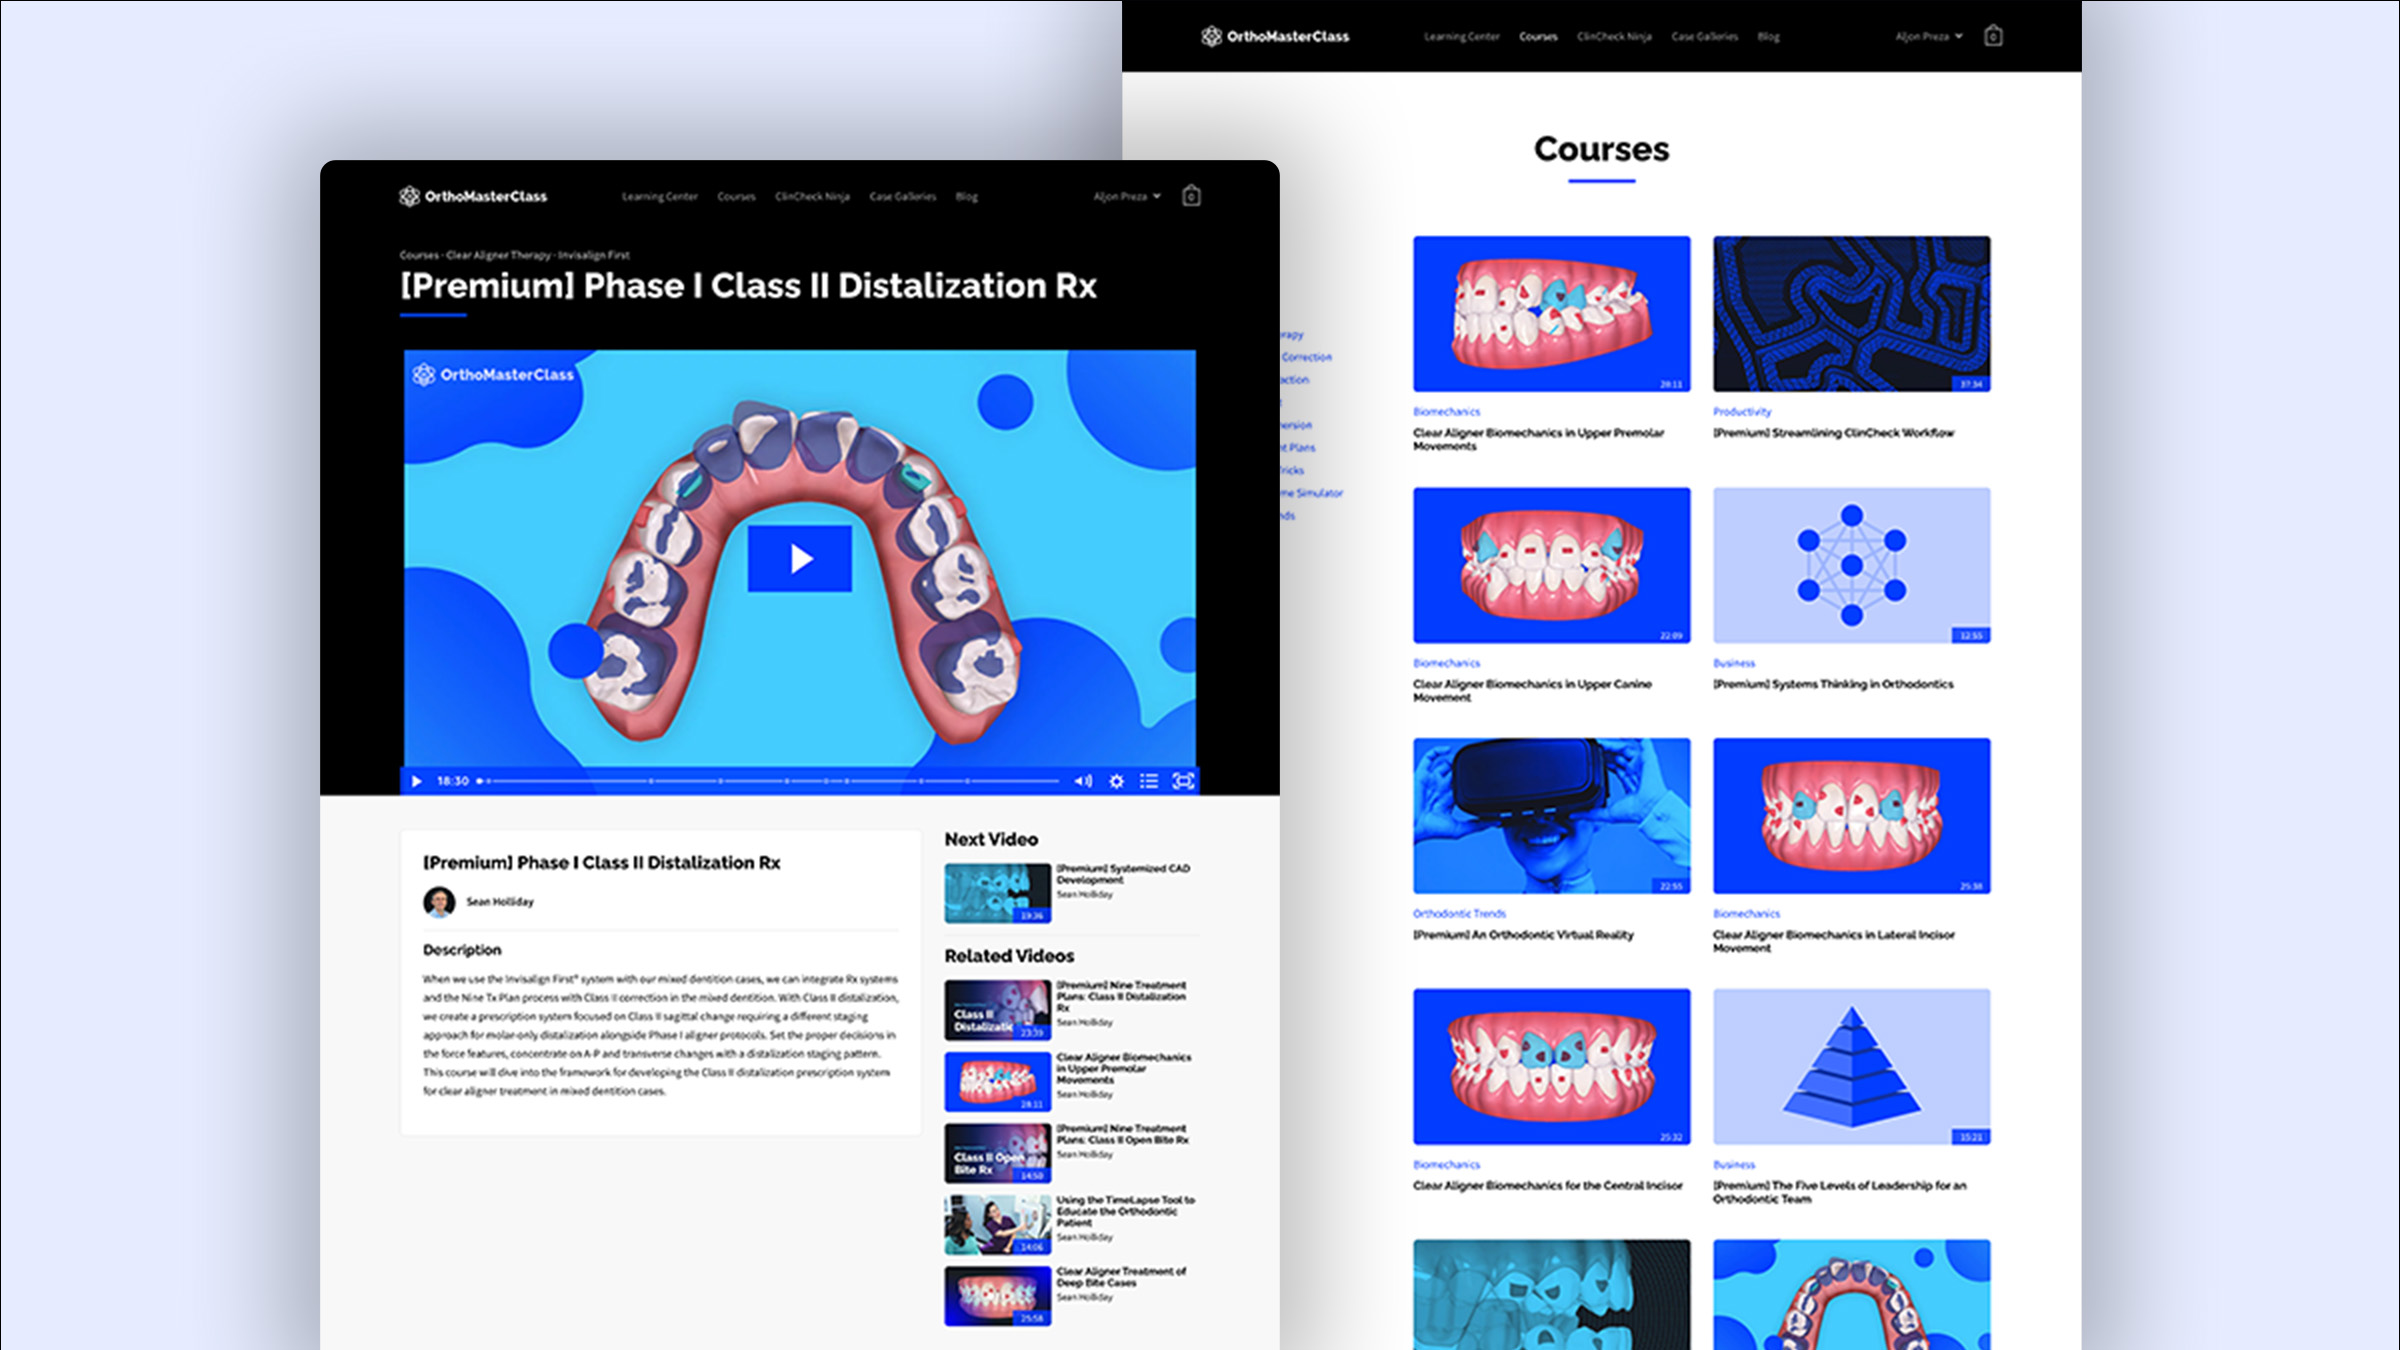 OrthoMasterClass
Learning Center Courses ClinCheck Ninja Case Galleries Blog
Aljon Preza
0
Courses - Clear Aligner Therapy - Invisalign First
[Premium] Phase I Class II Distalization Rx
OrthoMasterClass
18:30
[Premium] Phase I Class II Distalization Rx
Sean Holliday
Description
When we use the Invisalign First® system with our mixed dentition cases, we can integrate Rx systems
and the Nine Tx Plan process with Class II correction in the mixed dentition. With Class II distalization,
we create a prescription system focused on Class II sagittal change requiring a different staging
approach for molar-only distalization alongside Phase I aligner protocols. Set the proper decisions in
the force features, concentrate on A-P and transverse changes with a distalization staging pattern.
This course will dive into the framework for developing the Class II distalization prescription system
for clear aligner treatment in mixed dentition cases.
Next Video
19:36
[Premium] Systemized CAD
Development
Sean Holliday
Related Videos
Class II
Distalizatio
23:39
[Premium] Nine Treatment
Plans: Class II Distalization
Rx
Sean Holliday
28:11
Clear Aligner Biomechanics
in Upper Premolar
Movements
Sean Holliday
Class II Open
Bite Rx
14:50
[Premium] Nine Treatment
Plans: Class II Open Bite Rx
Sean Holliday
14:06
Using the TimeLapse Tool to
Educate the Orthodontic
Patient
Sean Holliday
25:58
Clear Aligner Treatment of
Deep Bite Cases
Sean Holliday
OrthoMasterClass
Learning Center Courses ClinCheck Ninja Case Galleries Blog
Aljon Preza
0
Courses
rapy
Correction
action
t
ersion
nt Plans
Tricks
me Simulator
nds
28:11
Biomechanics
Clear Aligner Biomechanics in Upper Premolar
Movements
37:34
Productivity
[Premium] Streamlining ClinCheck Workflow
22:09
Biomechanics
Clear Aligner Biomechanics in Upper Canine
Movement
12:55
Business
[Premium] Systems Thinking in Orthodontics
22:55
Orthodontic Trends
[Premium] An Orthodontic Virtual Reality
25:38
Biomechanics
Clear Aligner Biomechanics in Lateral Incisor
Movement
25:32
Biomechanics
Clear Aligner Biomechanics for the Central Incisor
15:21
Business
[Premium] The Five Levels of Leadership for an
Orthodontic Team